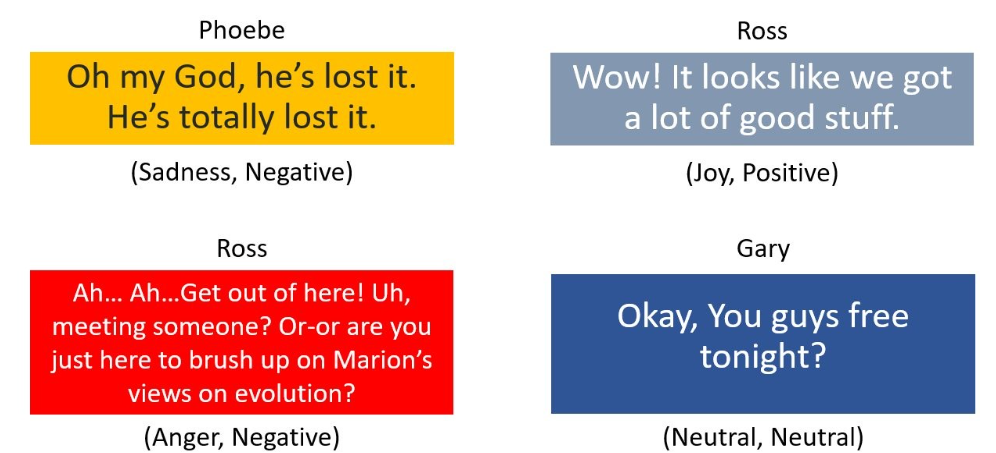 Phoebe
Oh my God, he’s lost it.
He’s totally lost it.
(Sadness, Negative)
Ross
Wow! It looks like we got
a lot of good stuff.
(Joy, Positive)
Ross
Ah… Ah…Get out of here! Uh,
meeting someone? Or-or are you
just here to brush up on Marion’s
views on evolution?
(Anger, Negative)
Gary
Okay, You guys free
tonight?
(Neutral, Neutral)